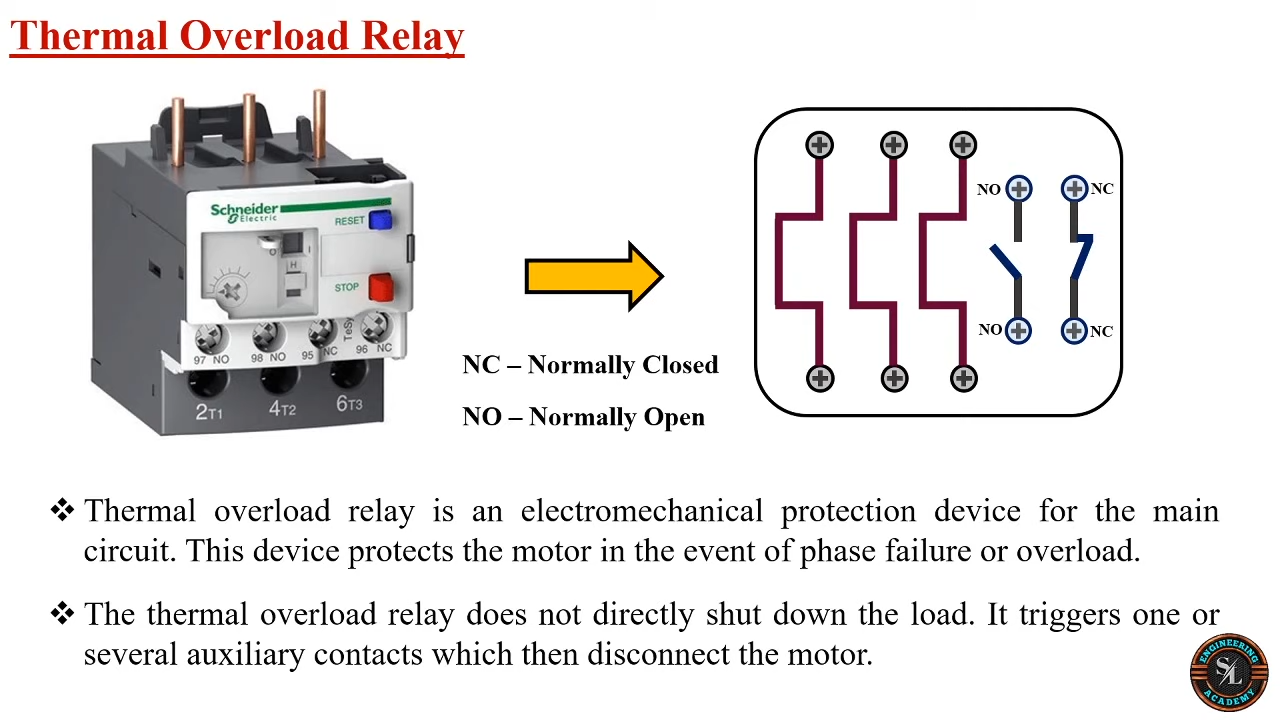 Thermal Overload Relay
Schneider
Electric
RESET
STOP
H
TeSy
97 NO 98 NO 95 NC 96 NC
2T1 4T2 6T3
NC – Normally Closed
NO – Normally Open
NO NC
NO NC
❖ Thermal overload relay is an electromechanical protection device for the main
circuit. This device protects the motor in the event of phase failure or overload.
❖ The thermal overload relay does not directly shut down the load. It triggers one or
several auxiliary contacts which then disconnect the motor.
ENGINEERING
S/L
ACADEMY